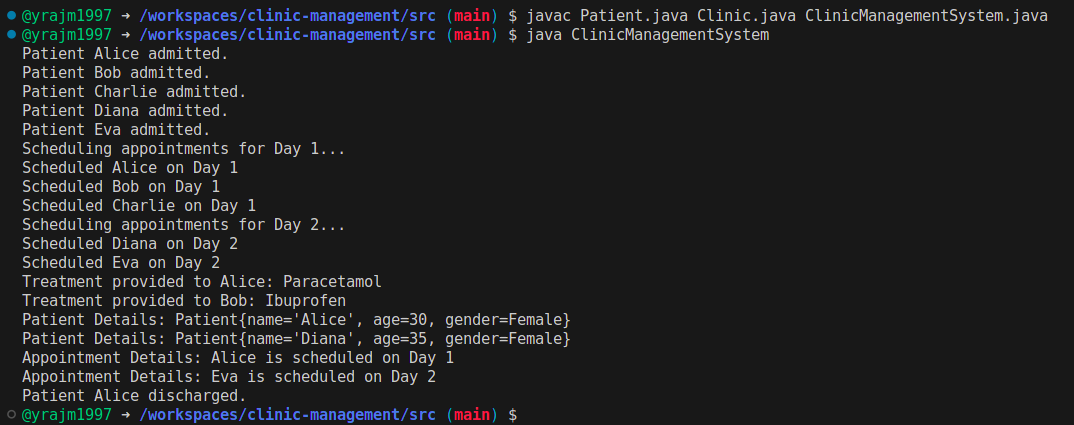 @yrajm1997 → /workspaces/clinic-management/src (main) $ javac Patient.java Clinic.java ClinicManagementSystem.java
@yrajm1997 → /workspaces/clinic-management/src (main) $ java ClinicManagementSystem
Patient Alice admitted.
Patient Bob admitted.
Patient Charlie admitted.
Patient Diana admitted.
Patient Eva admitted.
Scheduling appointments for Day 1...
Scheduled Alice on Day 1
Scheduled Bob on Day 1
Scheduled Charlie on Day 1
Scheduling appointments for Day 2...
Scheduled Diana on Day 2
Scheduled Eva on Day 2
Treatment provided to Alice: Paracetamol
Treatment provided to Bob: Ibuprofen
Patient Details: Patient{name='Alice', age=30, gender=Female}
Patient Details: Patient{name='Diana', age=35, gender=Female}
Appointment Details: Alice is scheduled on Day 1
Appointment Details: Eva is scheduled on Day 2
Patient Alice discharged.
@yrajm1997 → /workspaces/clinic-management/src (main) $